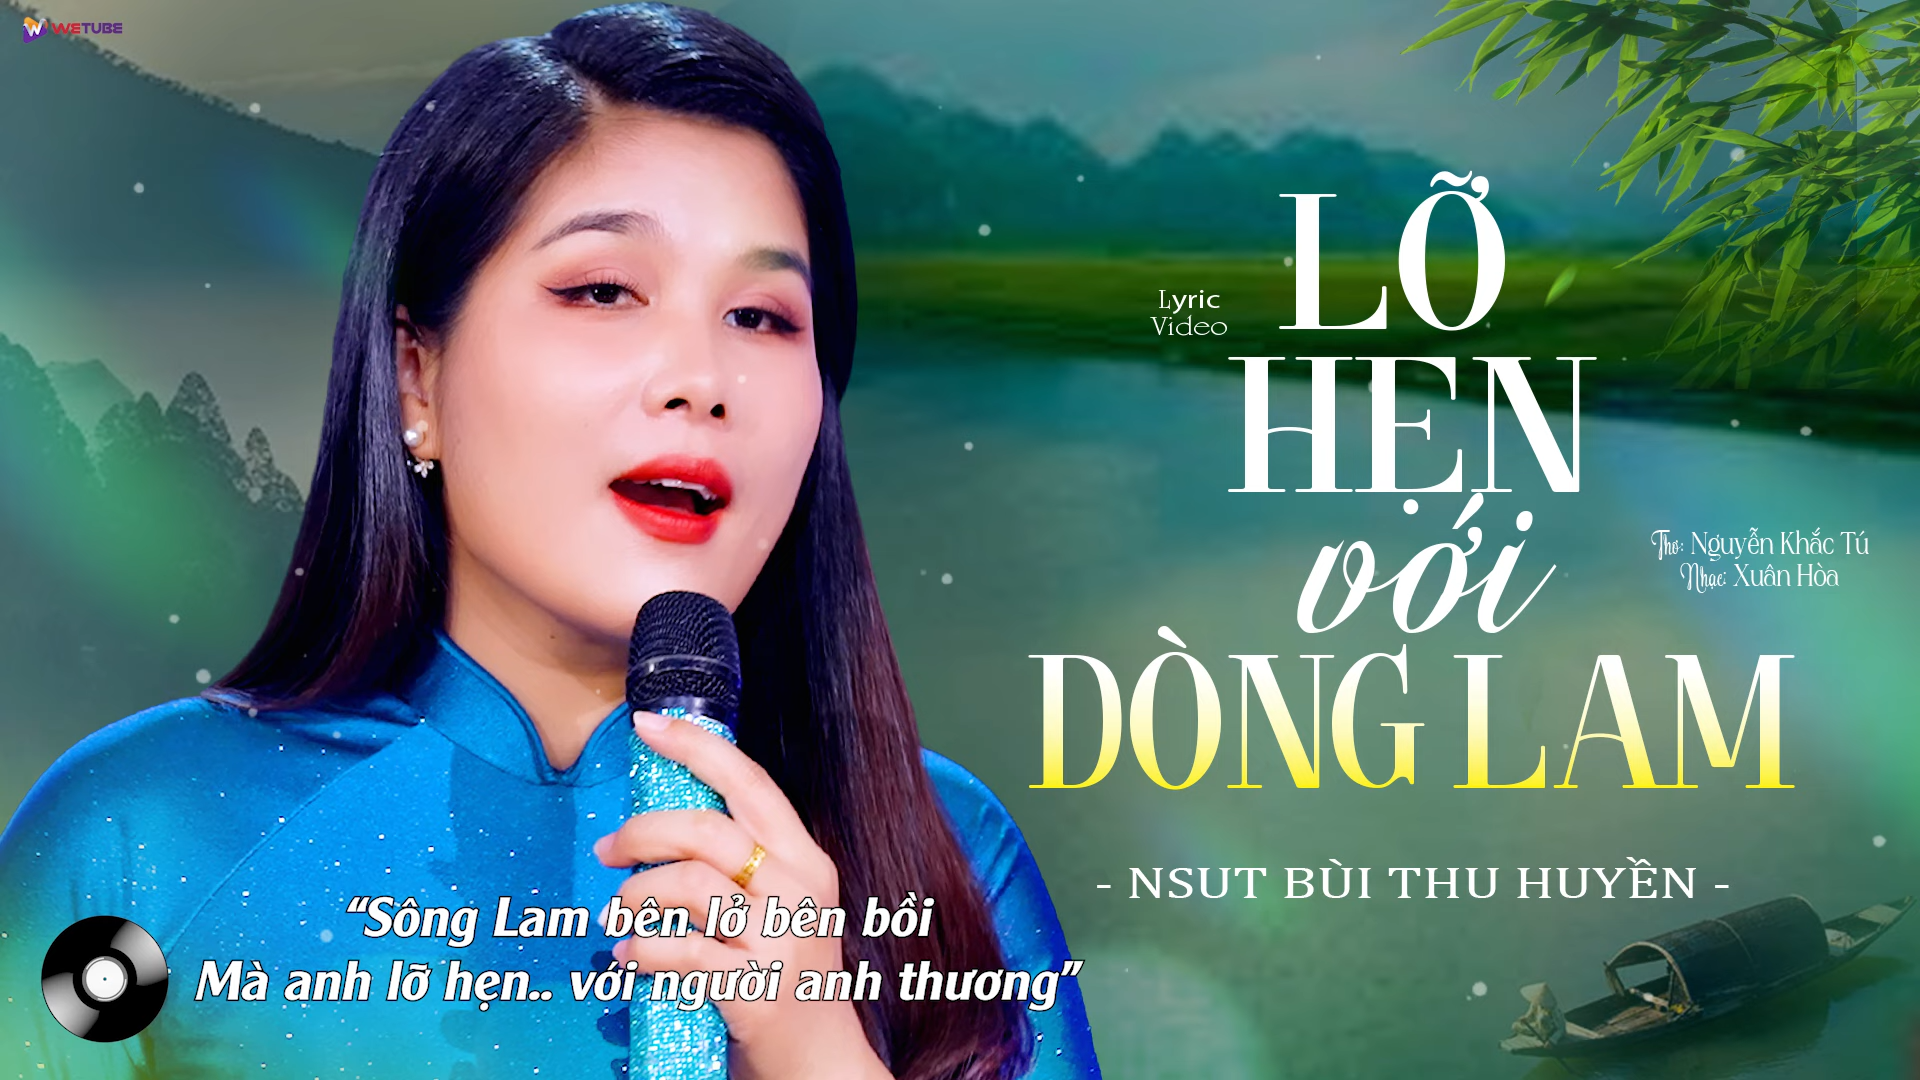 WETUBE
Lyric
Video
LỠ
HẸN
với
DÒNG LAM
Thơ: Nguyễn Khắc Tú
Nhạc: Xuân Hòa
- NSUT BÙI THU HUYỀN -
“Sông Lam bên lở bên bồi
Mà anh lỡ hẹn.. với người anh thương”